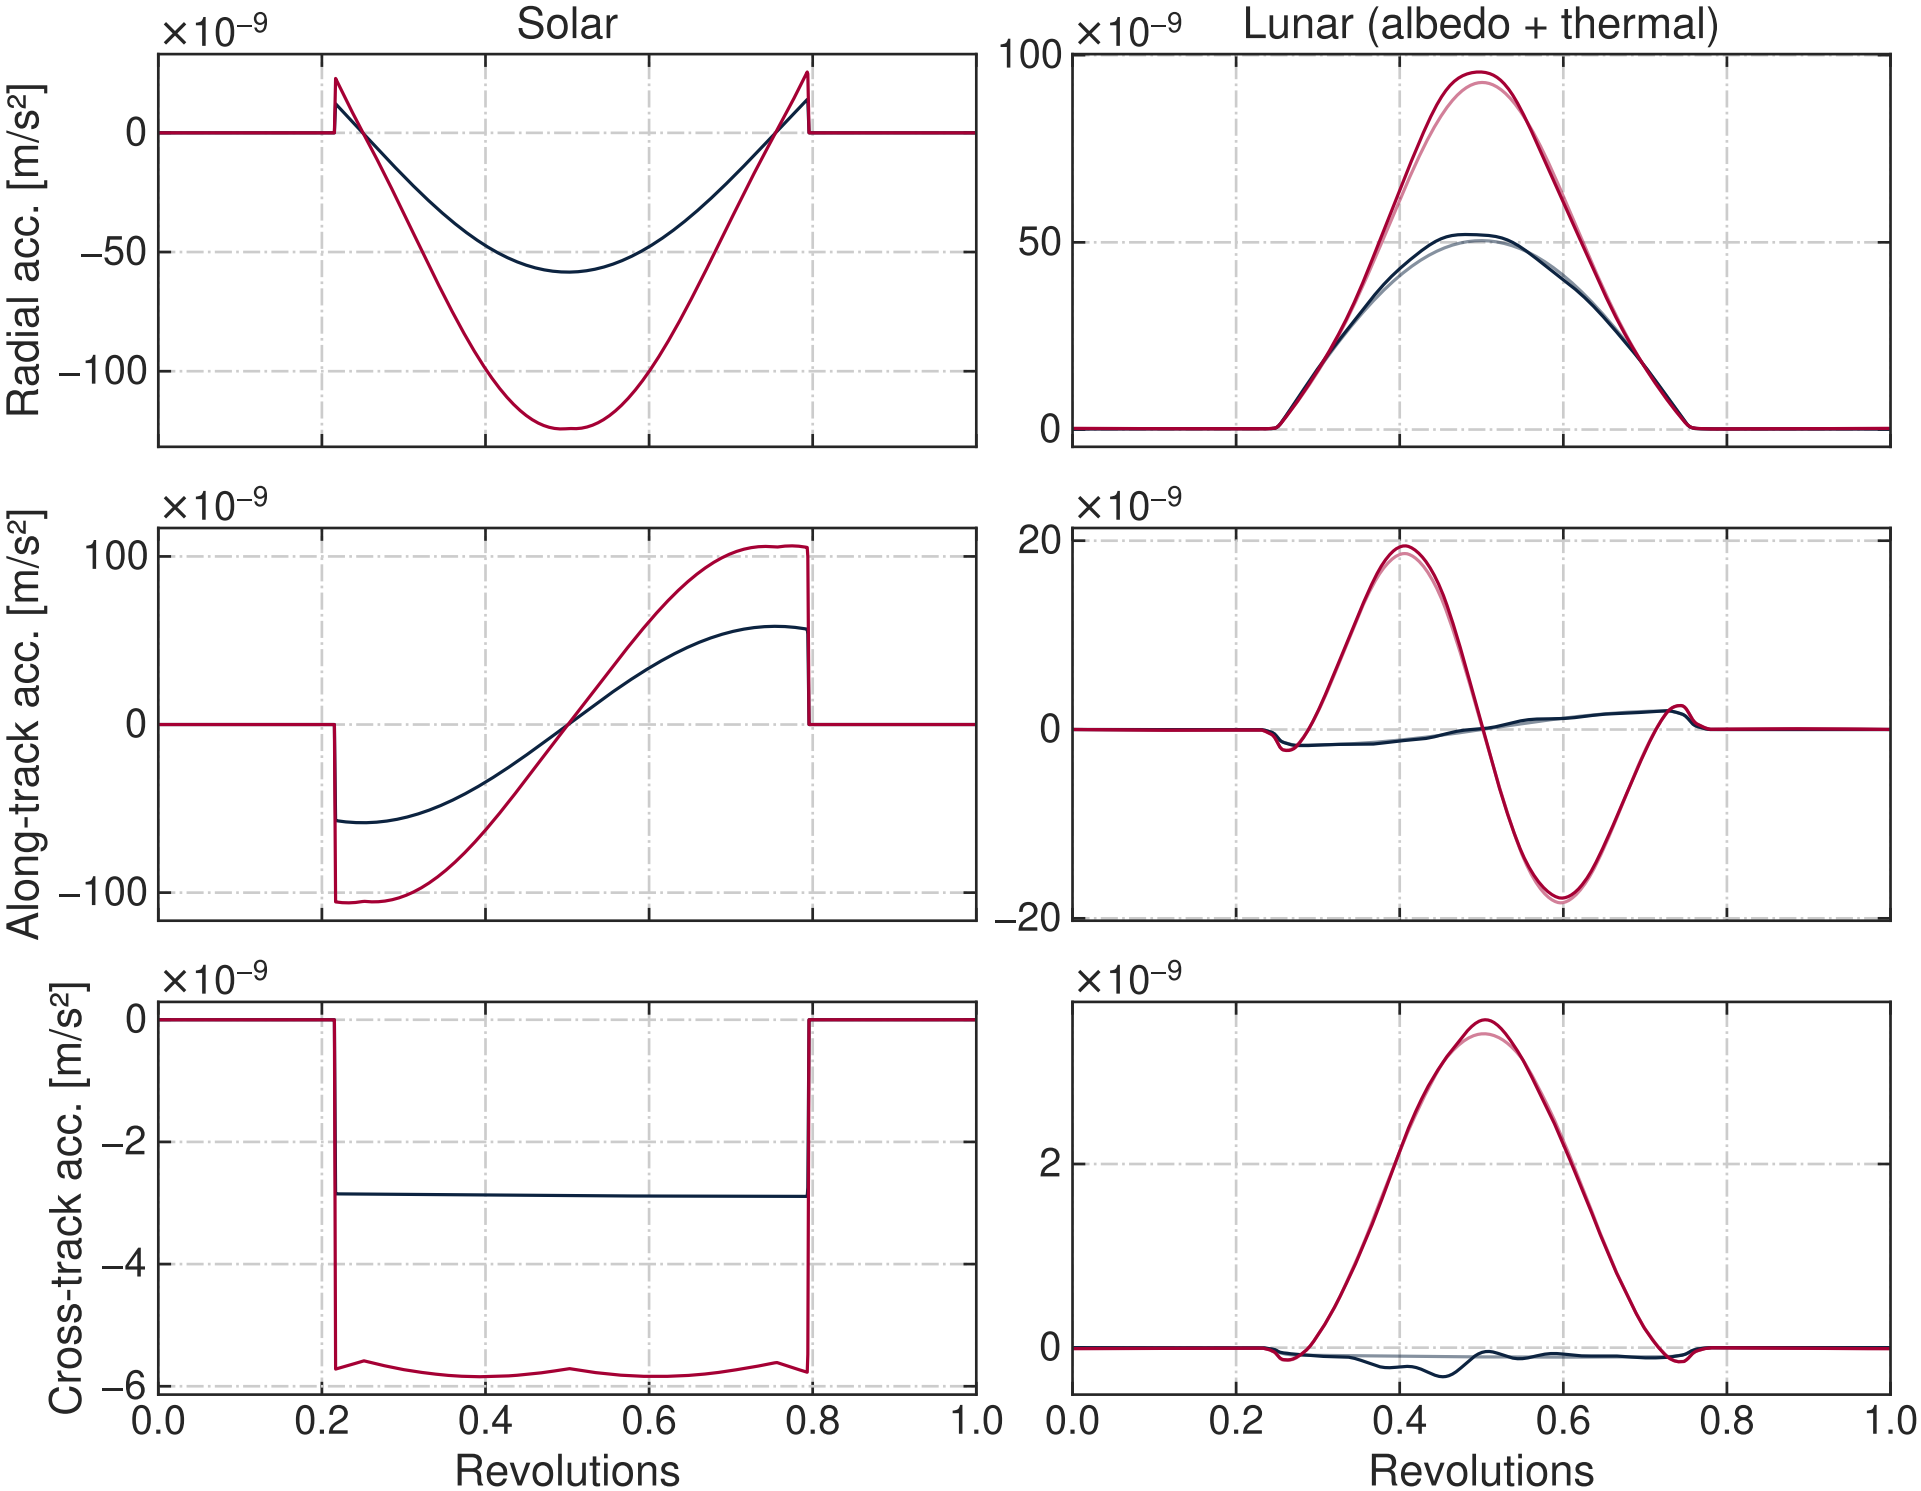 Solar
Lunar (albedo + thermal)
×10⁻⁹
×10⁻⁹
Radial acc. [m/s²]
0
−50
−100
100
50
0
×10⁻⁹
×10⁻⁹
Along-track acc. [m/s²]
100
0
−100
20
0
−20
×10⁻⁹
×10⁻⁹
Cross-track acc. [m/s²]
0
−2
−4
−6
2
0
0.0 0.2 0.4 0.6 0.8 1.0
0.0 0.2 0.4 0.6 0.8 1.0
Revolutions
Revolutions